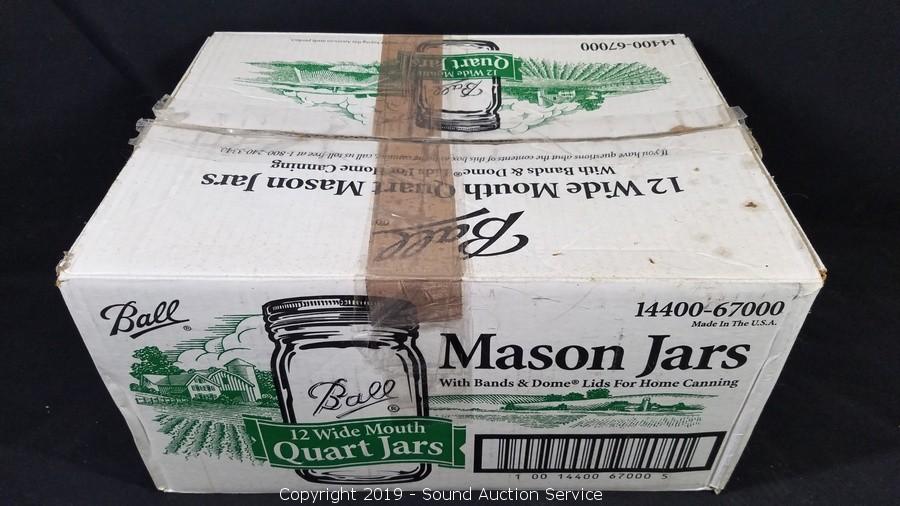 14400-67000
12 Wide Mouth
Quart Jars
Ball
If you have questions about the contents of this box or home canning, call us toll-free at 1-800-240-3340
12 Wide Mouth Quart Mason Jars
With Bands & Dome® Lids For Home Canning
Ball
Ball®
14400-67000
Made In The U.S.A.
Mason Jars
With Bands & Dome® Lids For Home Canning
Ball®
12 Wide Mouth
Quart Jars
1 00 14400 67000 5
Copyright 2019 - Sound Auction Service